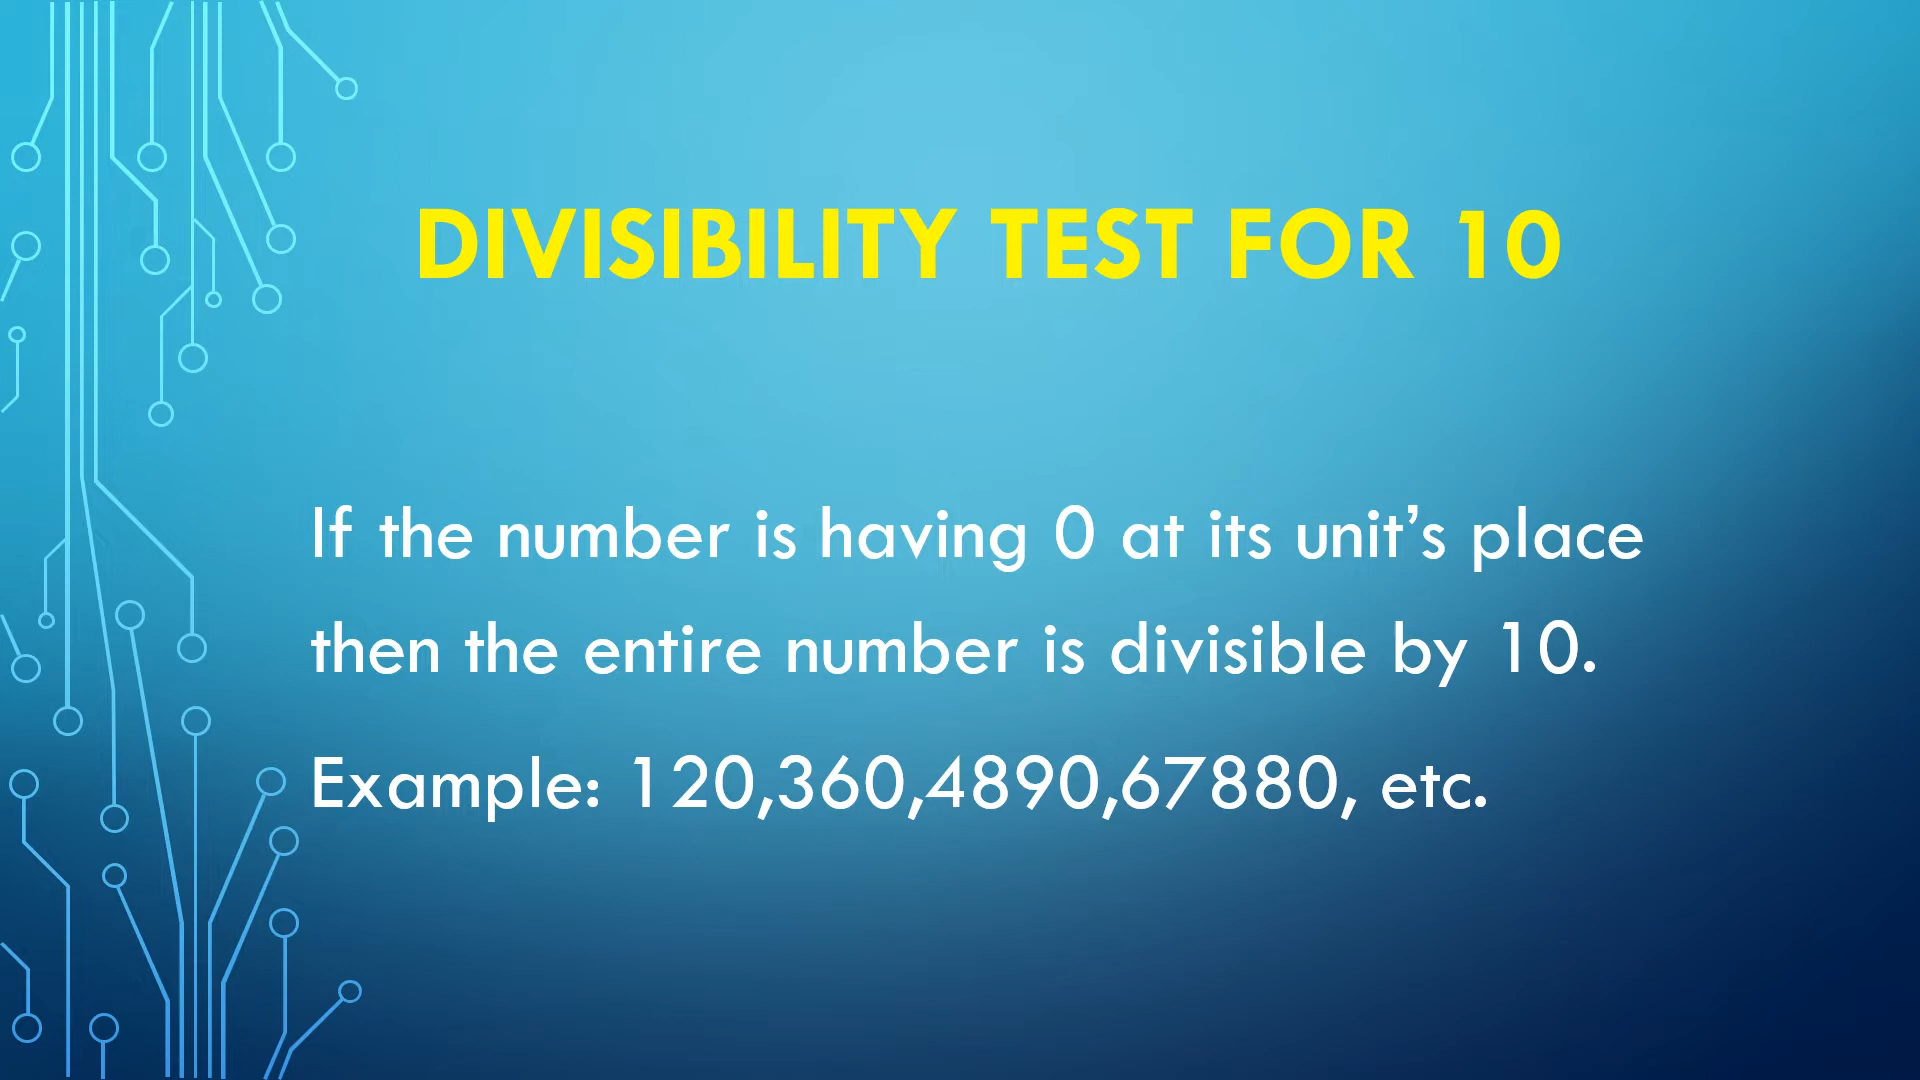 DIVISIBILITY TEST FOR 10
If the number is having 0 at its unit’s place
then the entire number is divisible by 10.
Example: 120,360,4890,67880, etc.